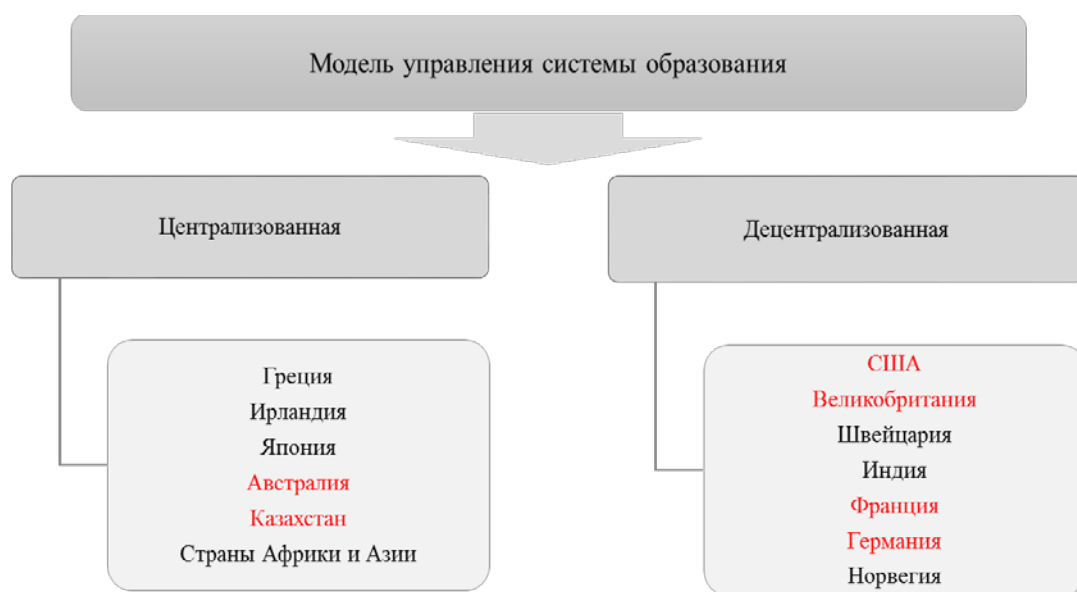 Модель управления системы образования
Централизованная
Греция
Ирландия
Япония
Австралия
Казахстан
Страны Африки и Азии
Децентрализованная
США
Великобритания
Швейцария
Индия
Франция
Германия
Норвегия